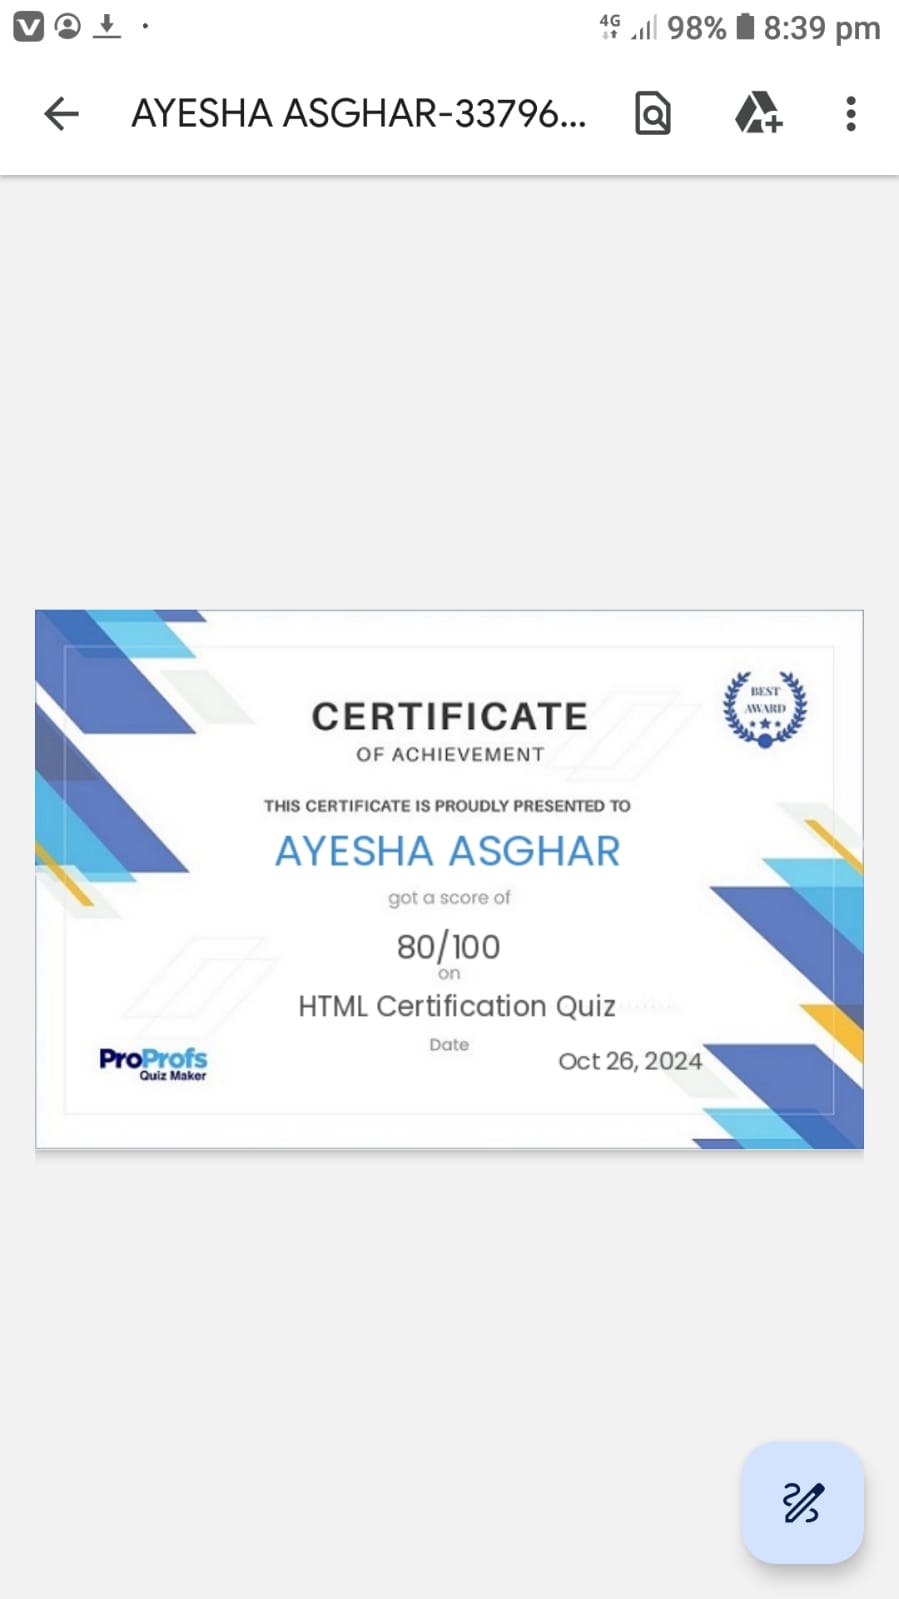 4G 98% 8:39 pm
AYESHA ASGHAR-33796...
BEST
AWARD
CERTIFICATE
OF ACHIEVEMENT
THIS CERTIFICATE IS PROUDLY PRESENTED TO
AYESHA ASGHAR
got a score of
80/100
on
HTML Certification Quiz
Date
Oct 26, 2024
ProProfs
Quiz Maker